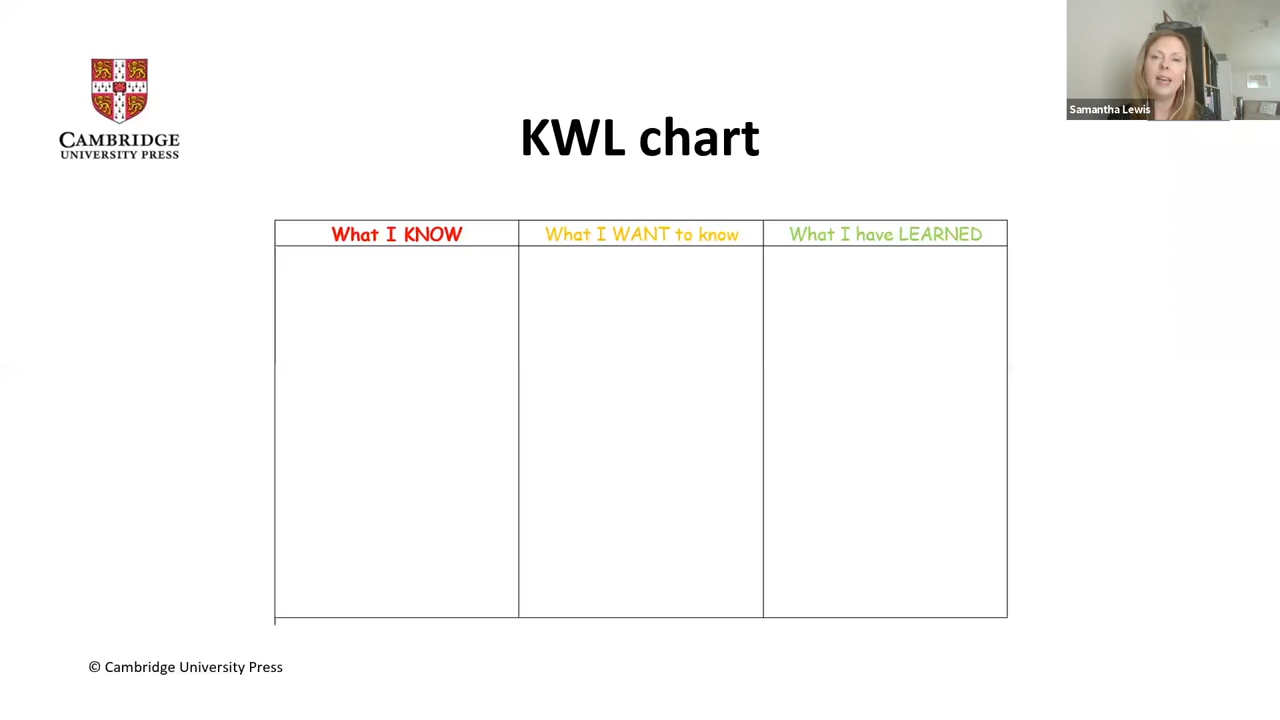 CAMBRIDGE
UNIVERSITY PRESS
Samantha Lewis
KWL chart
What I KNOW
What I WANT to know
What I have LEARNED
© Cambridge University Press